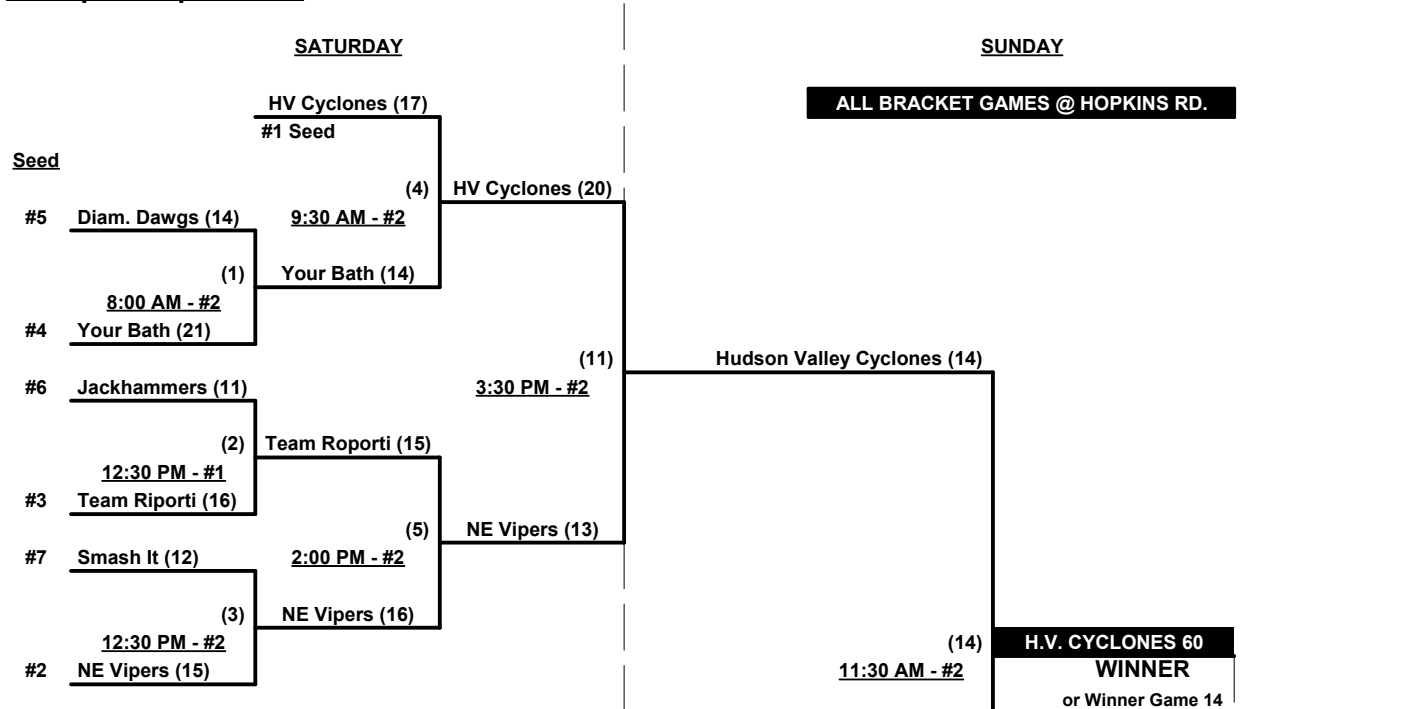 SATURDAY
SUNDAY
HV Cyclones (17)
ALL BRACKET GAMES @ HOPKINS RD.
#1 Seed
Seed
(4)
HV Cyclones (20)
#5
Diam. Dawgs (14)
9:30 AM - #2
(1)
Your Bath (14)
8:00 AM - #2
#4
Your Bath (21)
(11)
Hudson Valley Cyclones (14)
#6
Jackhammers (11)
3:30 PM - #2
(2)
Team Roporti (15)
12:30 PM - #1
#3
Team Riporti (16)
(5)
NE Vipers (13)
#7
Smash It (12)
2:00 PM - #2
(3)
NE Vipers (16)
12:30 PM - #2
(14)
H.V. CYCLONES 60
#2
NE Vipers (15)
11:30 AM - #2
WINNER
or Winner Game 14